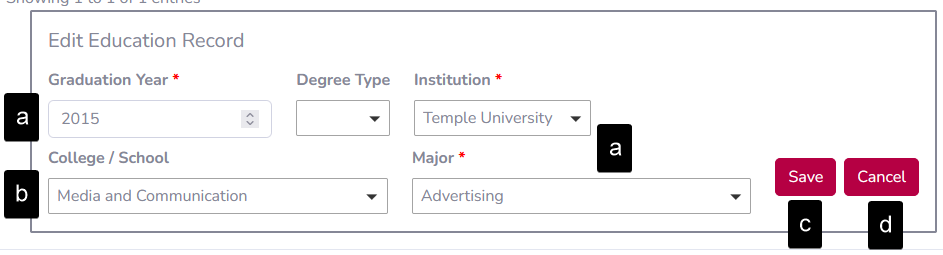 Showing 1 to 1 of 1 entries
Edit Education Record
Graduation Year * Degree Type Institution *
a 2015 Temple University
a
College / School Major *
b Media and Communication Advertising Save Cancel
c d